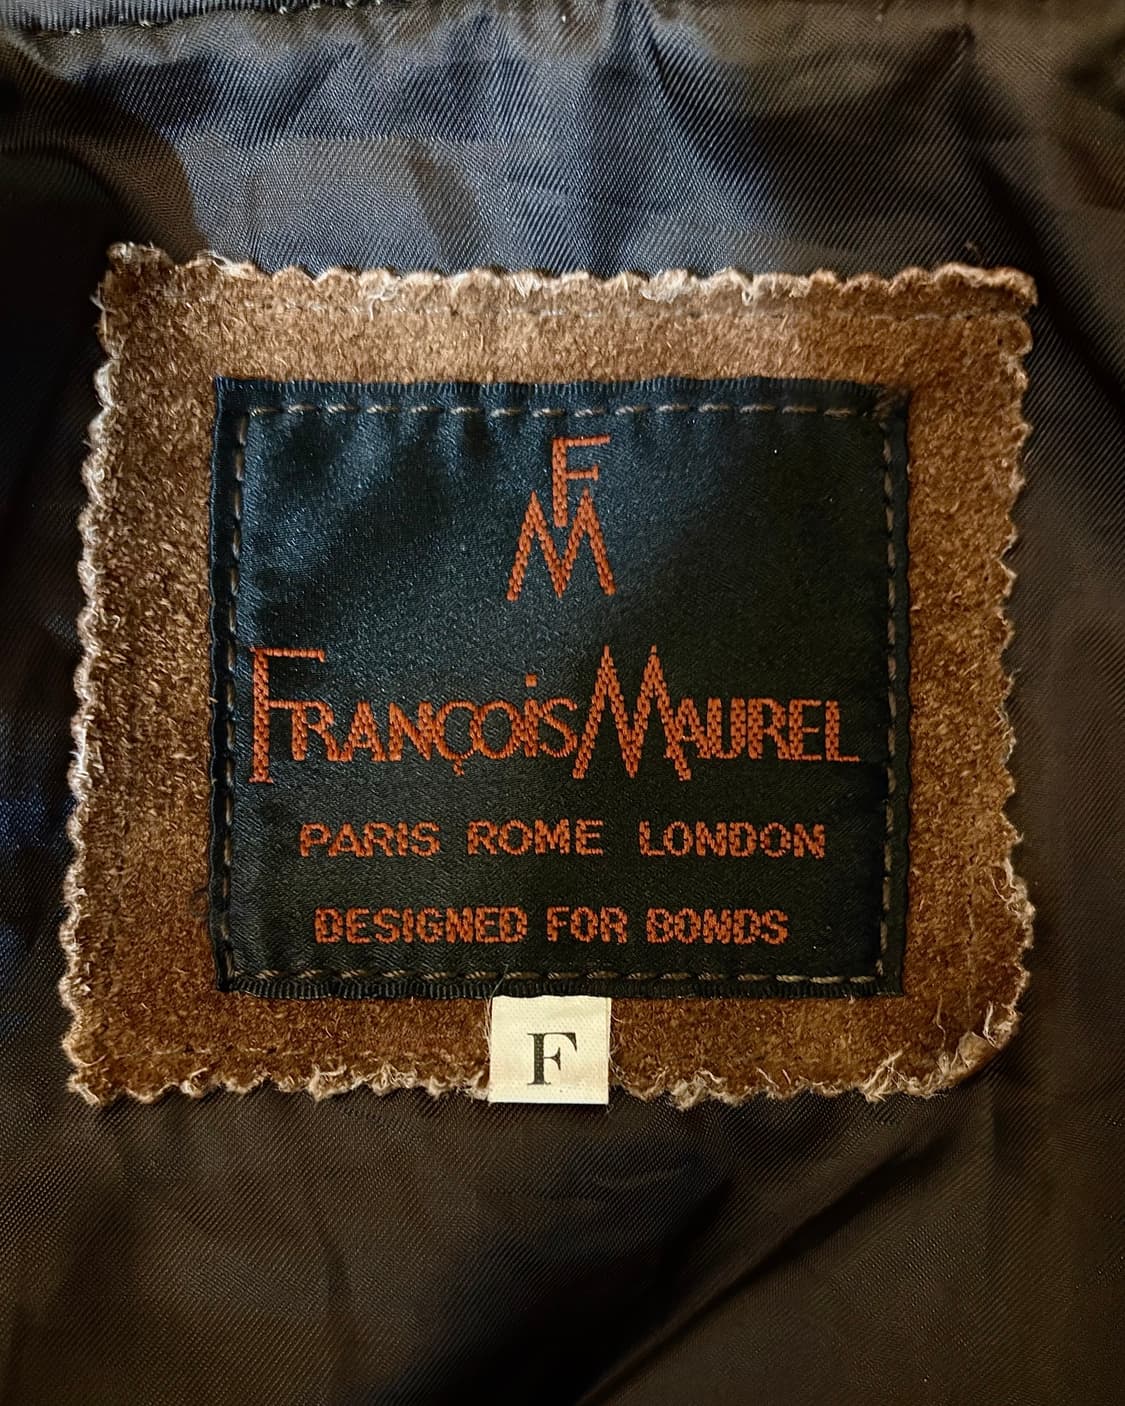 FM
FRANÇOIS MAUREL
PARIS ROME LONDON
DESIGNED FOR BONDS
F